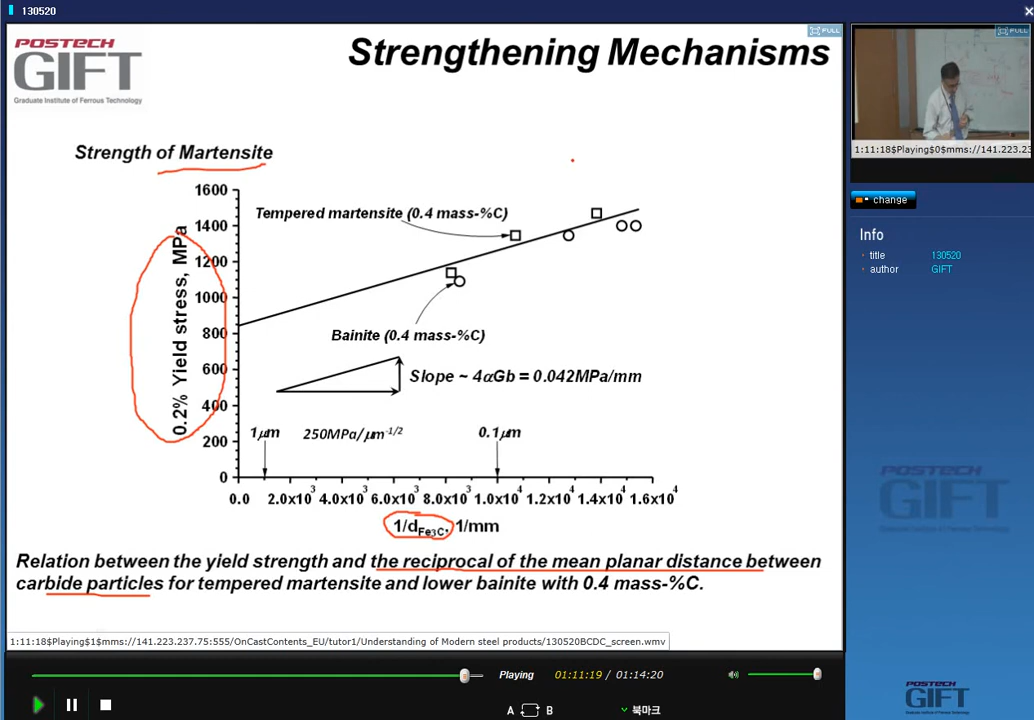 130520
POSTECH
GIFT
Graduate Institute of Ferrous Technology
Strengthening Mechanisms
FULL
FULL
1:11:18$Playing$0$mms://141.223.23
change
Info
title 130520
author GIFT
Strength of Martensite
0.2% Yield stress, MPa
1600
1400
1200
1000
800
600
400
200
0
Tempered martensite (0.4 mass-%C)
Bainite (0.4 mass-%C)
Slope ~ 4αGb = 0.042MPa/mm
1μm 250MPa/μm-1/2 0.1μm
0.0 2.0x10³ 4.0x10³ 6.0x10³ 8.0x10³ 1.0x10⁴ 1.2x10⁴ 1.4x10⁴ 1.6x10⁴
1/dFe3C, 1/mm
Relation between the yield strength and the reciprocal of the mean planar distance between
carbide particles for tempered martensite and lower bainite with 0.4 mass-%C.
1:11:18$Playing$1$mms://141.223.237.75:555/OnCastContents_EU/tutor1/Understanding of Modern steel products/130520BCDC_screen.wmv
Playing 01:11:19 / 01:14:20
A B 북마크
POSTECH
GIFT
POSTECH
GIFT